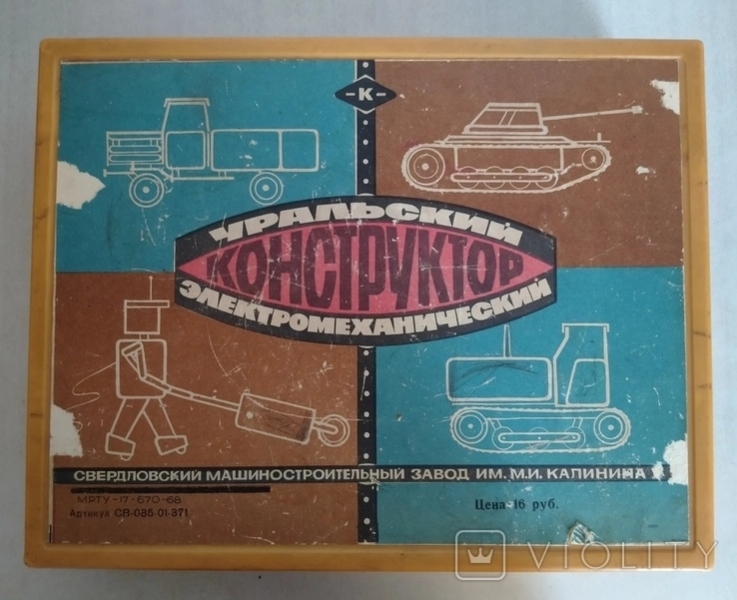 -К-
УРАЛЬСКИЙ
КОНСТРУКТОР
ЭЛЕКТРОМЕХАНИЧЕСКИЙ
СВЕРДЛОВСКИЙ МАШИНОСТРОИТЕЛЬНЫЙ ЗАВОД ИМ. М.И. КАЛИНИНА
МРТУ-17-670-68
Артикул СВ-085-01-371
Цена 16 руб.
VIOLITY